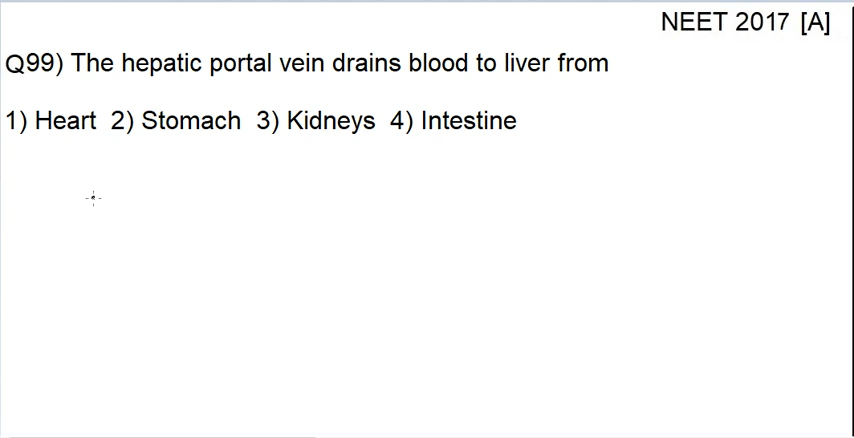 NEET 2017 [A]
Q99) The hepatic portal vein drains blood to liver from
1) Heart 2) Stomach 3) Kidneys 4) Intestine